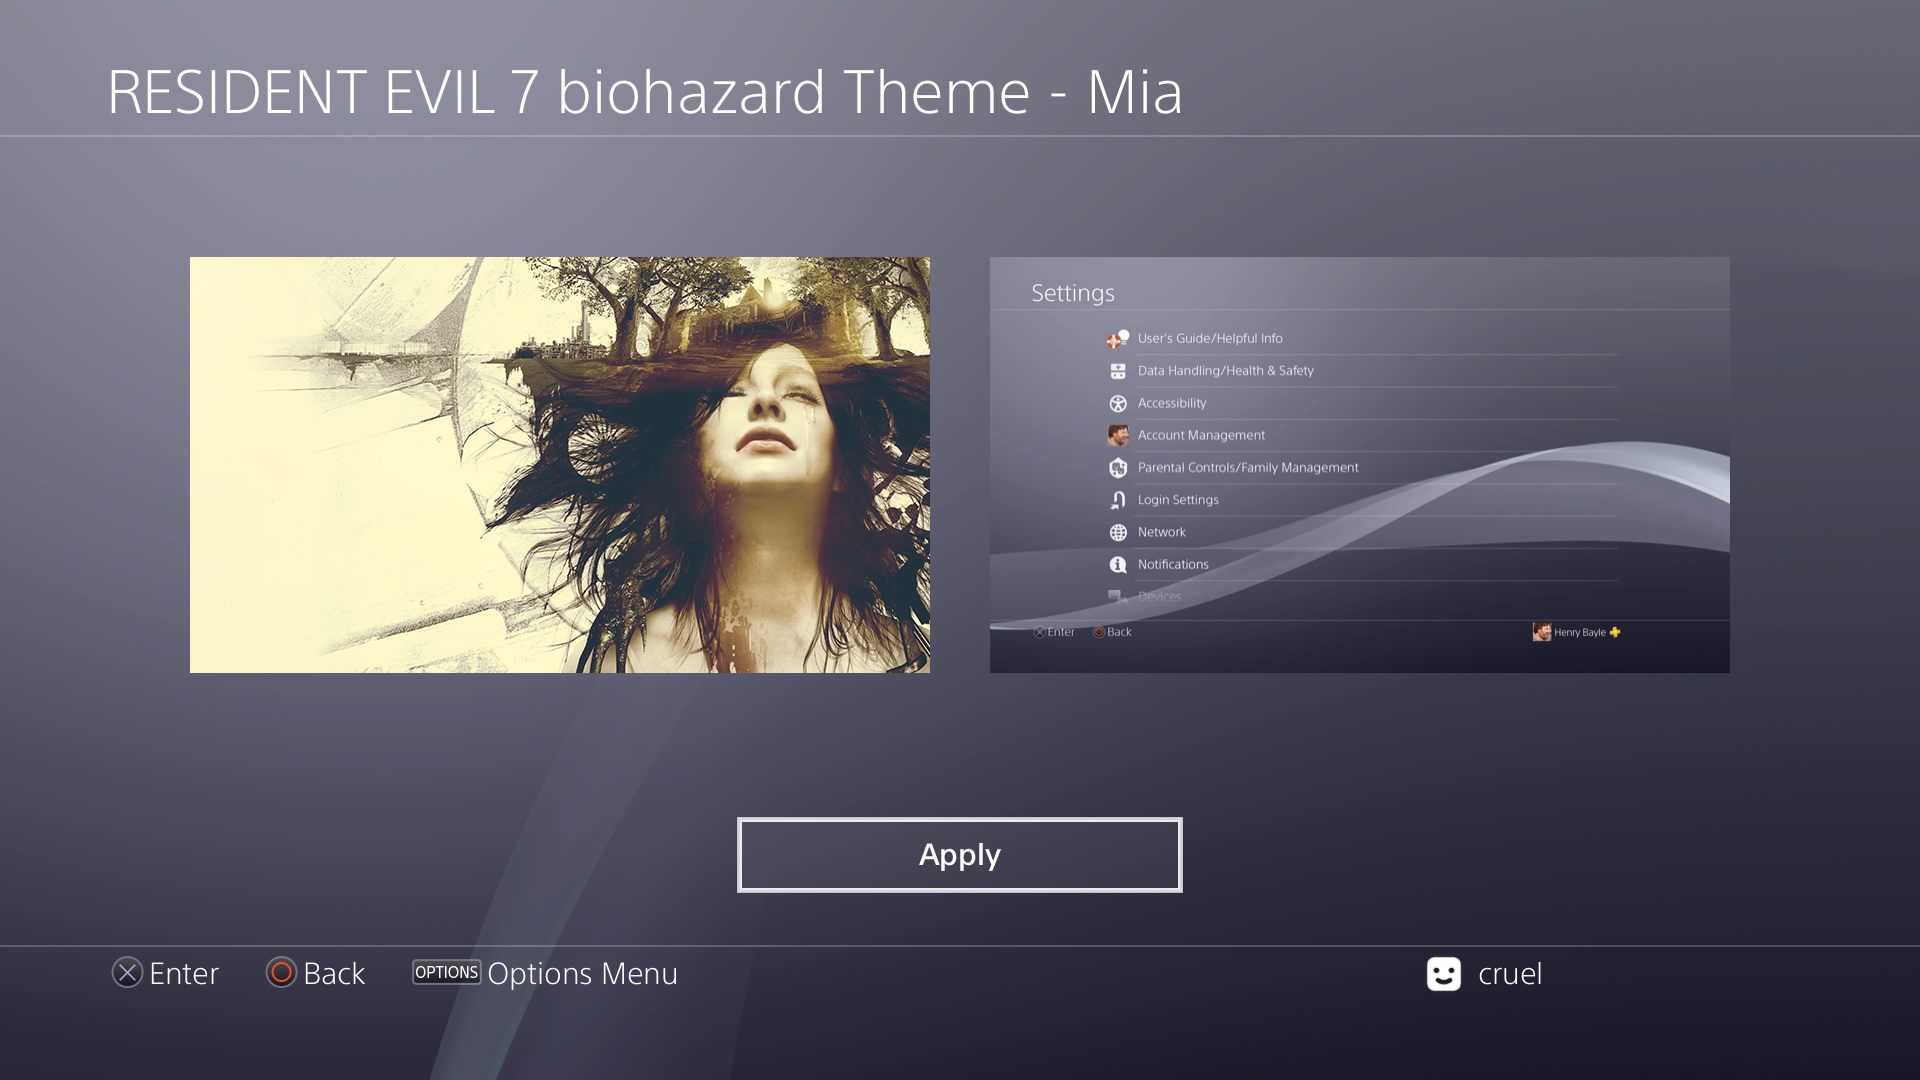 RESIDENT EVIL 7 biohazard Theme - Mia
Settings
User's Guide/Helpful Info
Data Handling/Health & Safety
Accessibility
Account Management
Parental Controls/Family Management
Login Settings
Network
Notifications
Devices
Enter
Back
Henry Bayle
Apply
Enter
Back
OPTIONS Options Menu
cruel